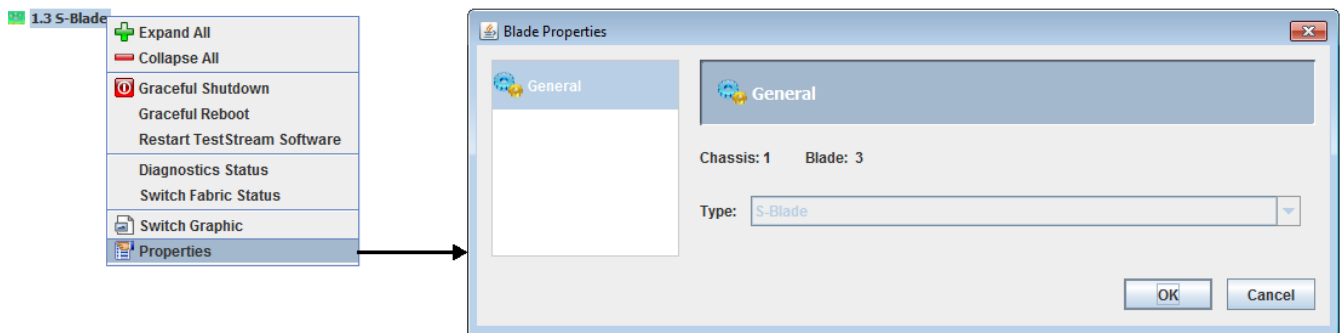 1.3 S-Blade
Expand All
Collapse All
Graceful Shutdown
Graceful Reboot
Restart TestStream Software
Diagnostics Status
Switch Fabric Status
Switch Graphic
Properties
Blade Properties
General
General
Chassis: 1 Blade: 3
Type: S-Blade
OK Cancel